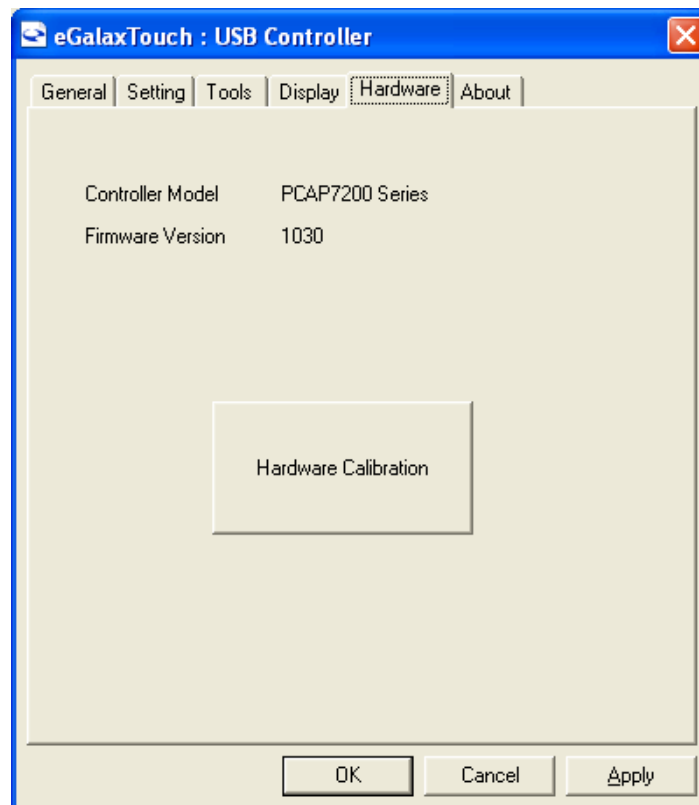 eGalaxTouch : USB Controller
General Setting Tools Display Hardware About
Controller Model PCAP7200 Series
Firmware Version 1030
Hardware Calibration
OK Cancel Apply